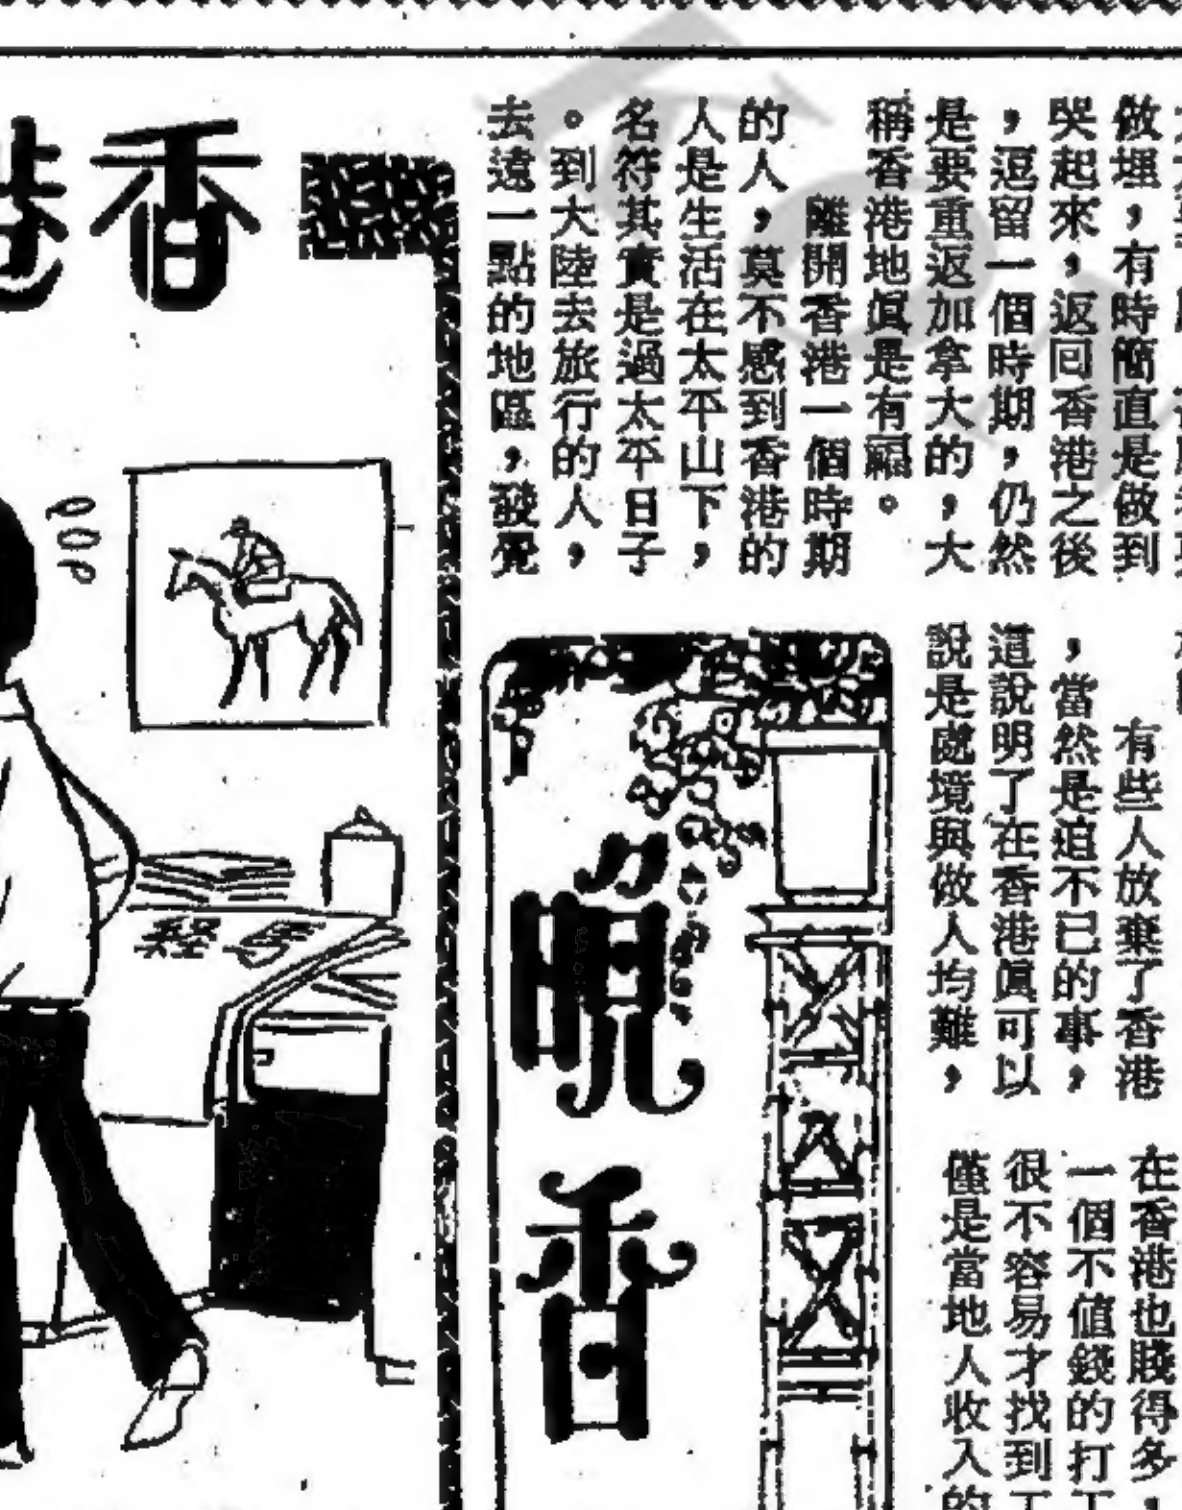 做埋，有時簡直是做到
哭起來，返回香港之後
，逗留一個時期，仍然
是要重返加拿大的，大
稱香港地眞是有福。
離開香港一個時期
的人，莫不感到香港的
人是生活在太平山下，
名符其實是過太平日子
。到大陸去旅行的人，
去遠一點的地區，發覺
有些人放棄了香港
，當然是迫不已的事，
這說明了在香港眞可以
說是處境與做人均難，
在香港也賤得多，
一個不值錢的打工
很不容易才找到工
僅是當地人收入的
香港